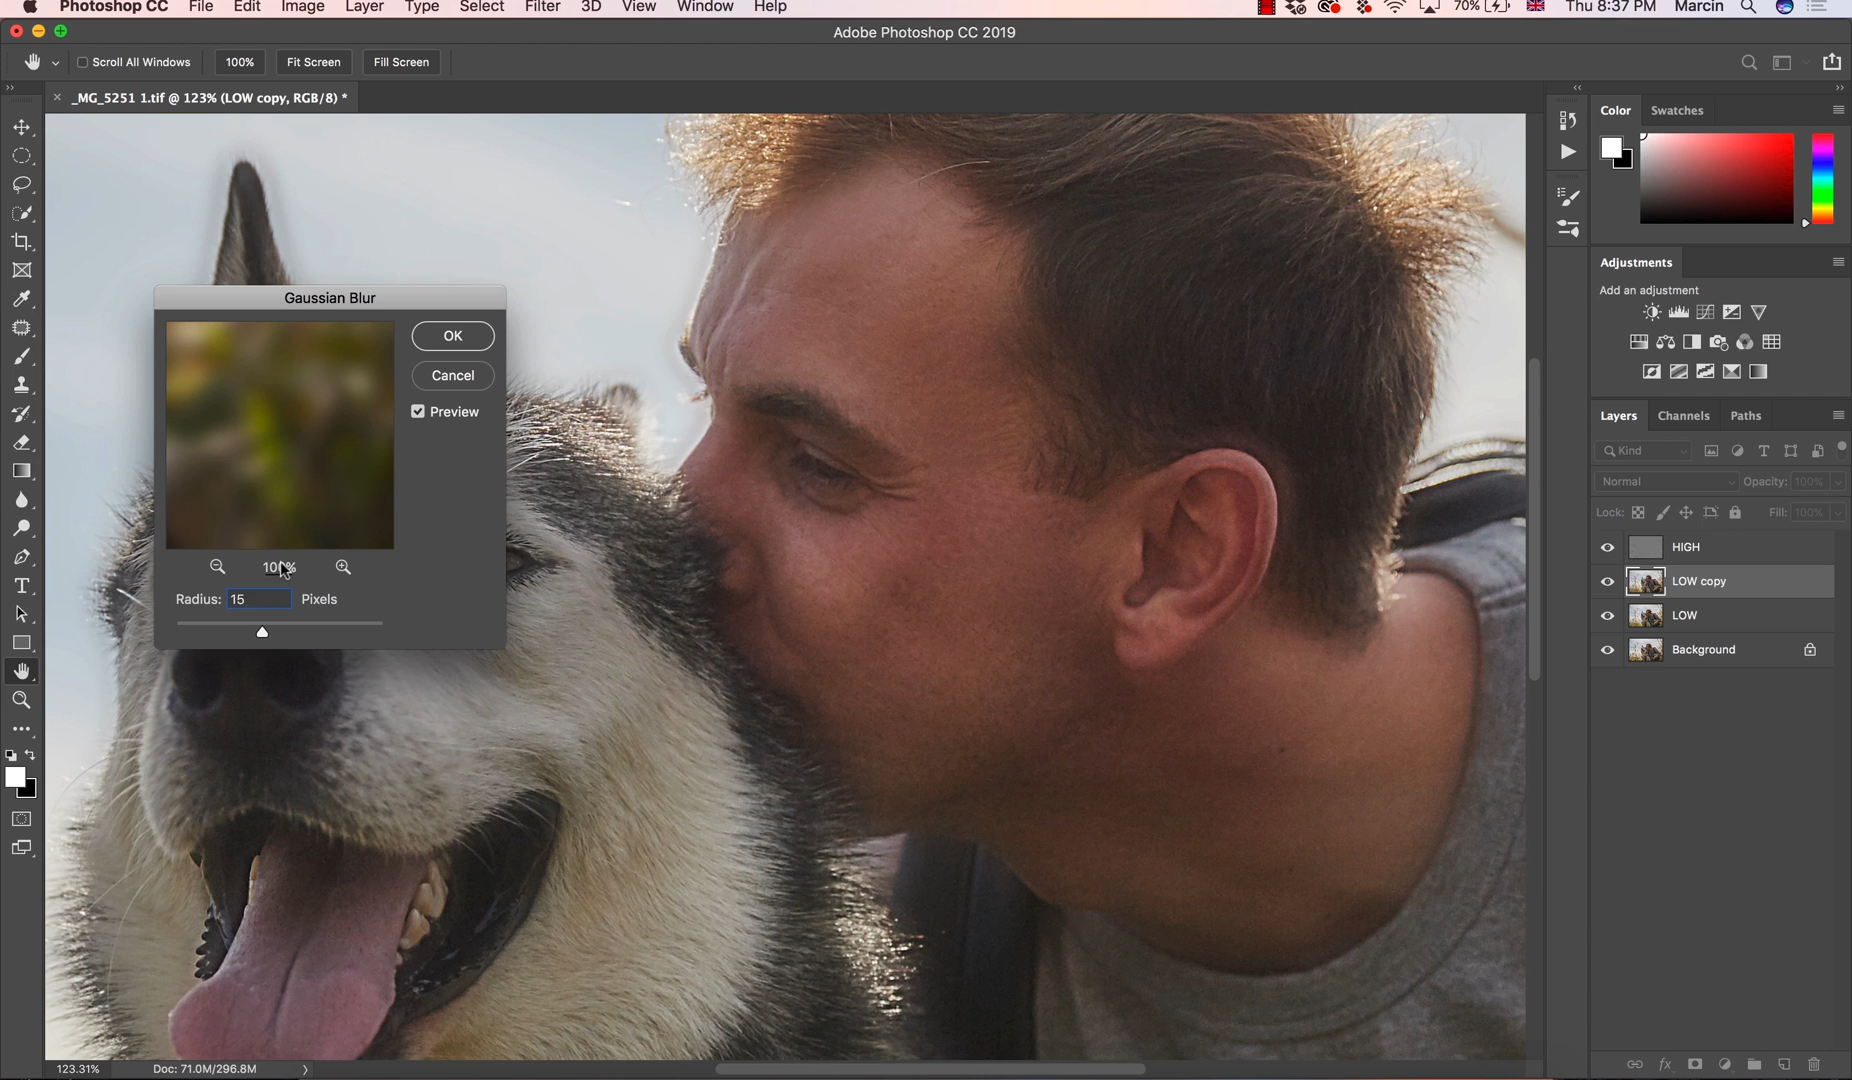 Photoshop CC File Edit Image Layer Type Select Filter 3D View Window Help 70% Thu 8:37 PM Marcin
Adobe Photoshop CC 2019
Scroll All Windows 100% Fit Screen Fill Screen
× _MG_5251 1.tif @ 123% (LOW copy, RGB/8) *
Color Swatches
Gaussian Blur
OK
Cancel
Preview
100%
Radius: 15 Pixels
Adjustments
Add an adjustment
Layers Channels Paths
Kind
Normal Opacity: 100%
Lock: Fill: 100%
HIGH
LOW copy
LOW
Background
123.31% Doc: 71.0M/296.8M